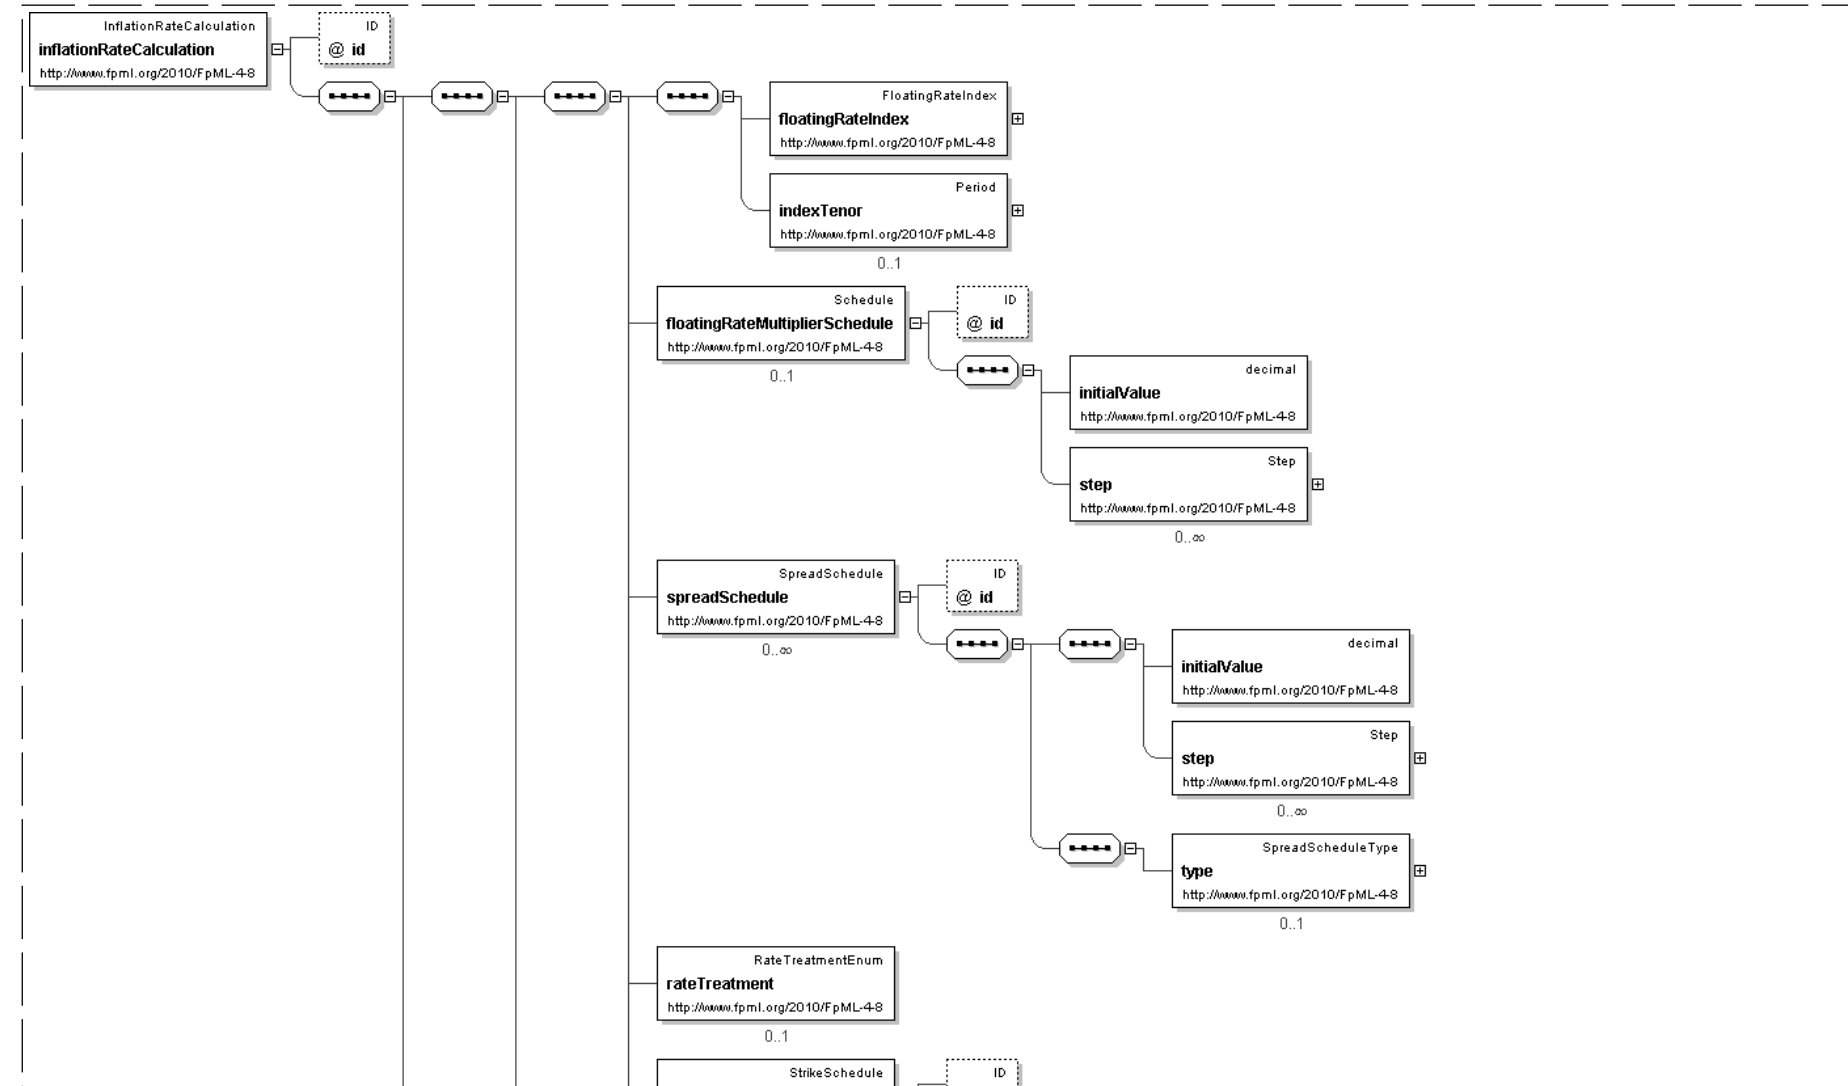 InflationRateCalculation
inflationRateCalculation
http://www.fpml.org/2010/FpML-4-8
ID
@ id
FloatingRateIndex
floatingRateIndex
http://www.fpml.org/2010/FpML-4-8
Period
indexTenor
http://www.fpml.org/2010/FpML-4-8
0..1
Schedule
floatingRateMultiplierSchedule
http://www.fpml.org/2010/FpML-4-8
0..1
ID
@ id
decimal
initialValue
http://www.fpml.org/2010/FpML-4-8
Step
step
http://www.fpml.org/2010/FpML-4-8
0..∞
SpreadSchedule
spreadSchedule
http://www.fpml.org/2010/FpML-4-8
0..∞
ID
@ id
decimal
initialValue
http://www.fpml.org/2010/FpML-4-8
Step
step
http://www.fpml.org/2010/FpML-4-8
0..∞
SpreadScheduleType
type
http://www.fpml.org/2010/FpML-4-8
0..1
RateTreatmentEnum
rateTreatment
http://www.fpml.org/2010/FpML-4-8
0..1
StrikeSchedule
ID